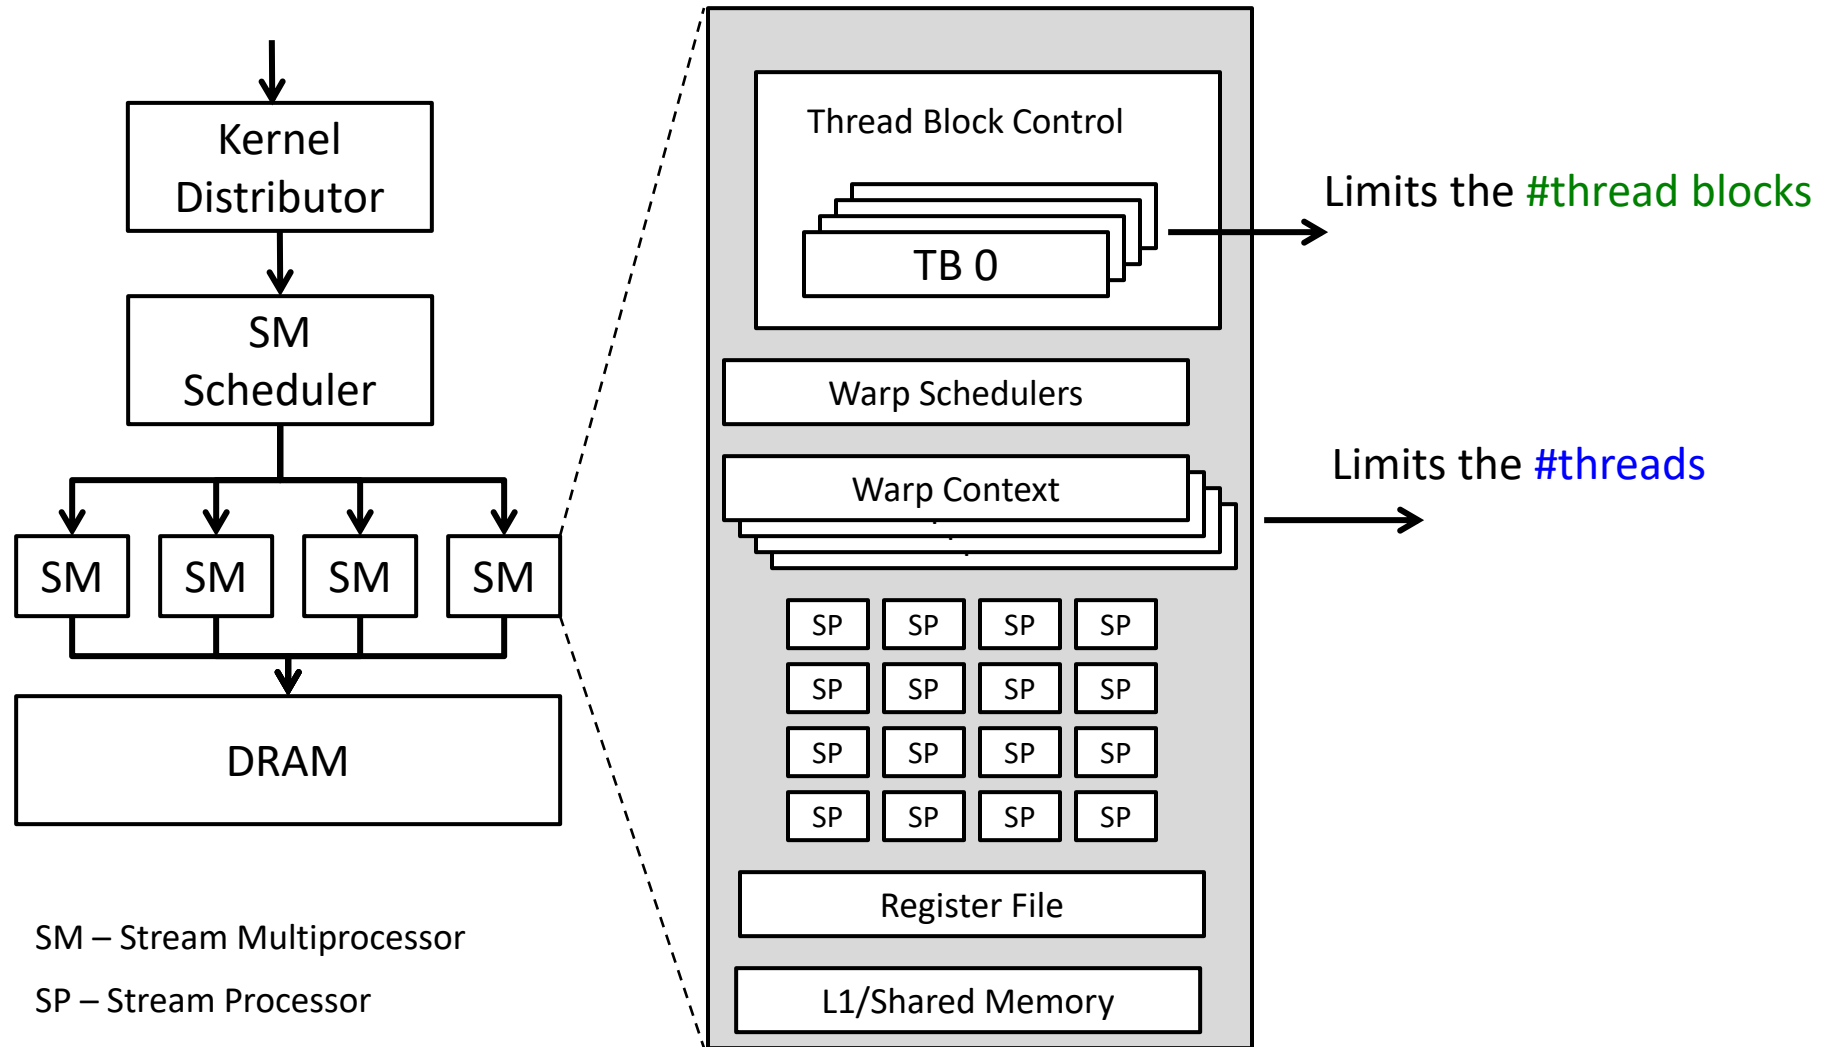 Kernel
Distributor
SM
Scheduler
SM SM SM SM
DRAM
SM – Stream Multiprocessor
SP – Stream Processor
Thread Block Control
TB 0
Warp Schedulers
Warp Context
SP SP SP SP
SP SP SP SP
SP SP SP SP
SP SP SP SP
Register File
L1/Shared Memory
Limits the #thread blocks
Limits the #threads